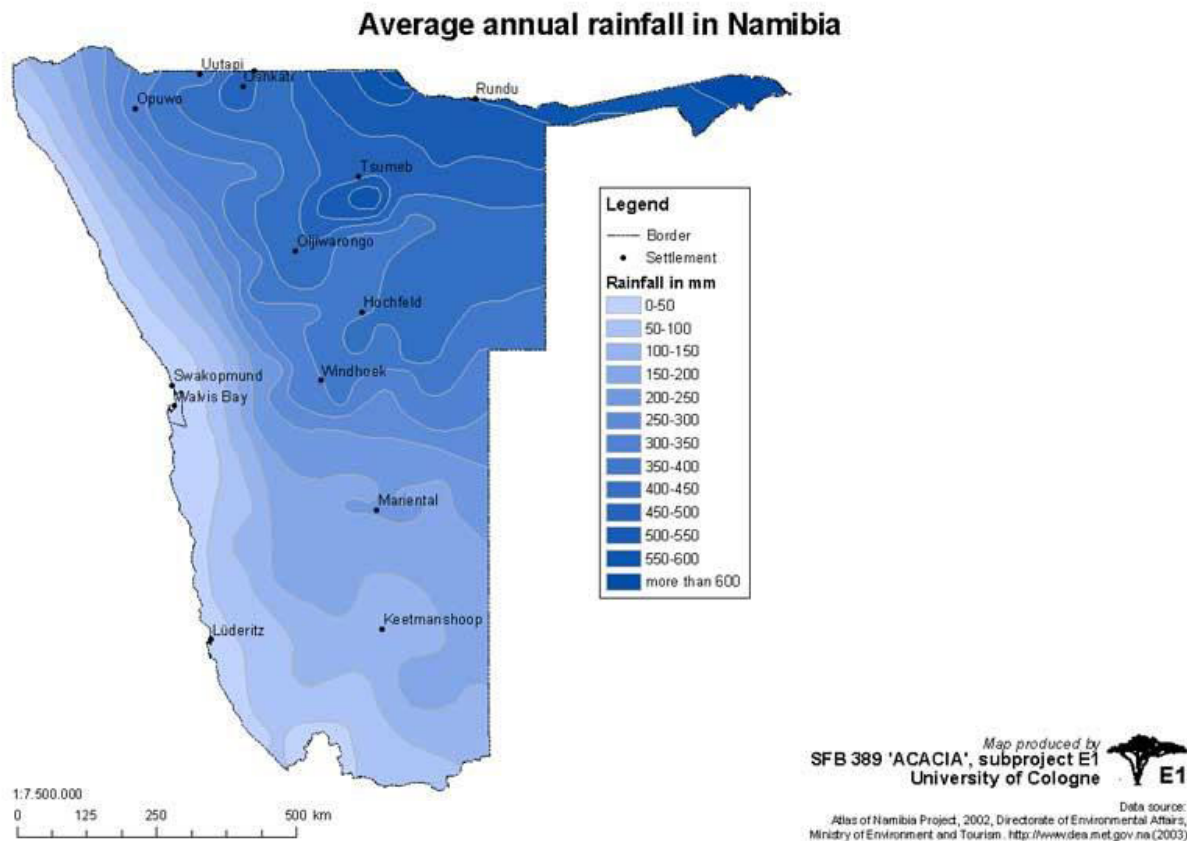 Average annual rainfall in Namibia
Uutapi
Oshkati
Opuwo
Rundu
Tsumeb
Otjiwarongo
Hochfeld
Windhoek
Swakopmund
Walvis Bay
Mariental
Keetmanshoop
Lüderitz
Legend
Border
Settlement
Rainfall in mm
0-50
50-100
100-150
150-200
200-250
250-300
300-350
350-400
400-450
450-500
500-550
550-600
more than 600
Map produced by
SFB 389 'ACACIA', subproject E1
University of Cologne
E1
1:7.500.000
0 125 250 500 km
Data source:
Atlas of Namibia Project, 2002, Directorate of Environmental Affairs,
Ministry of Environment and Tourism. http://www.dea.met.gov.na (2003)